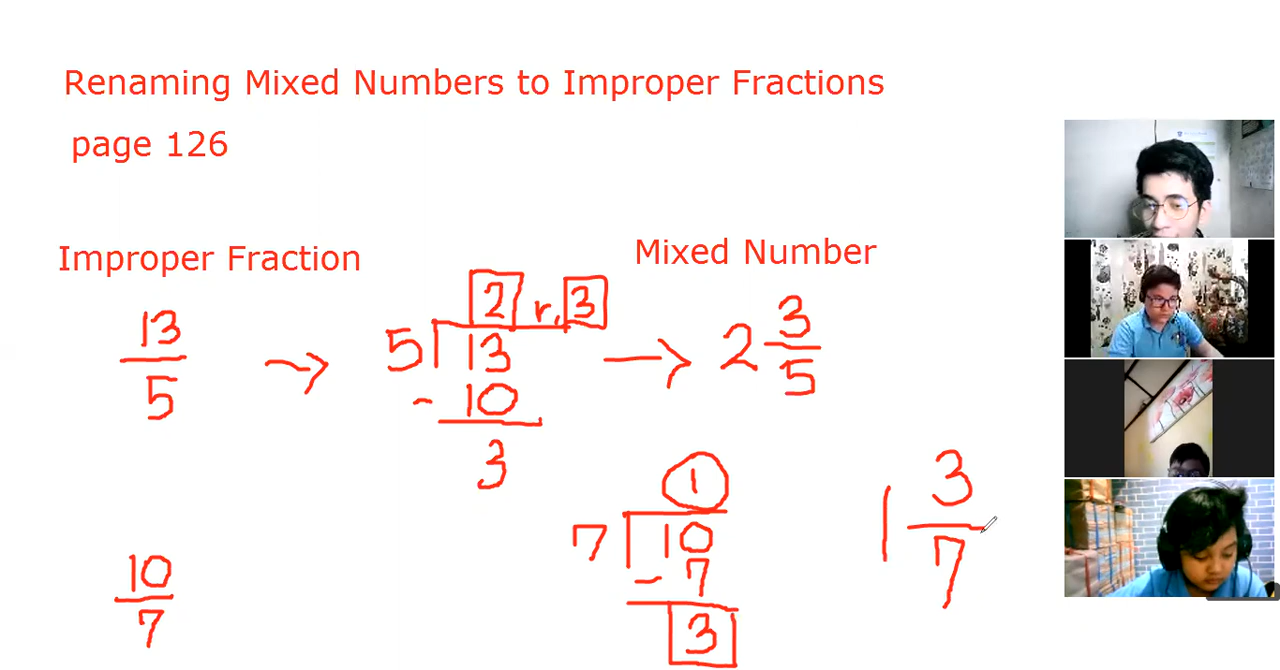 Renaming Mixed Numbers to Improper Fractions
page 126
Improper Fraction
Mixed Number
13/5 → 5)13 2 r. 3 → 2 3/5
- 10
3
10/7
7)10 1
- 7
3
1 3/7